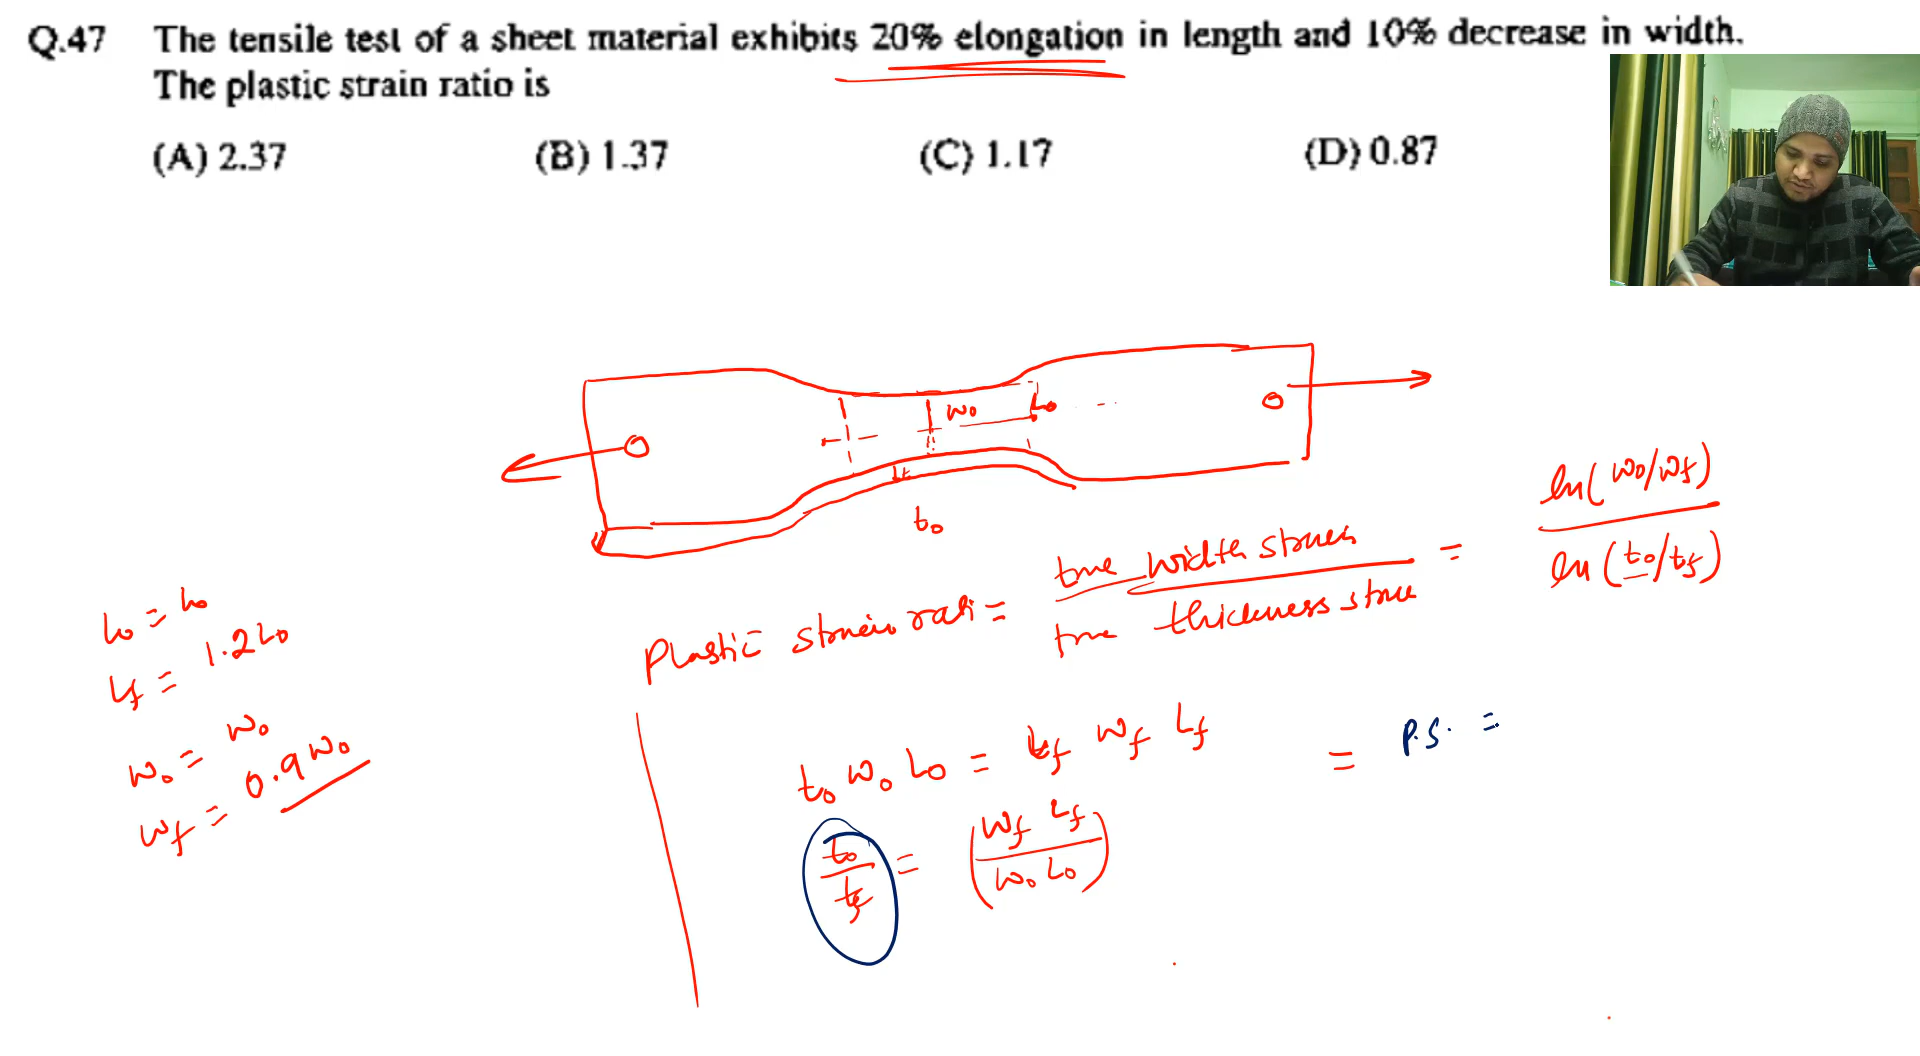 Q.47 The tensile test of a sheet material exhibits 20% elongation in length and 10% decrease in width.
The plastic strain ratio is
(A) 2.37 (B) 1.37 (C) 1.17 (D) 0.87
w₀ L₀
t₀
L₀ = L₀
L_f = 1.2L₀
w₀ = w₀
w_f = 0.9w₀
Plastic strain ratio = true width strain / true thickness strain = ln(w₀/w_f) / ln(t₀/t_f)
t₀ w₀ L₀ = t_f w_f L_f
= P.S. =
t₀/t_f = (w_f L_f / w₀ L₀)